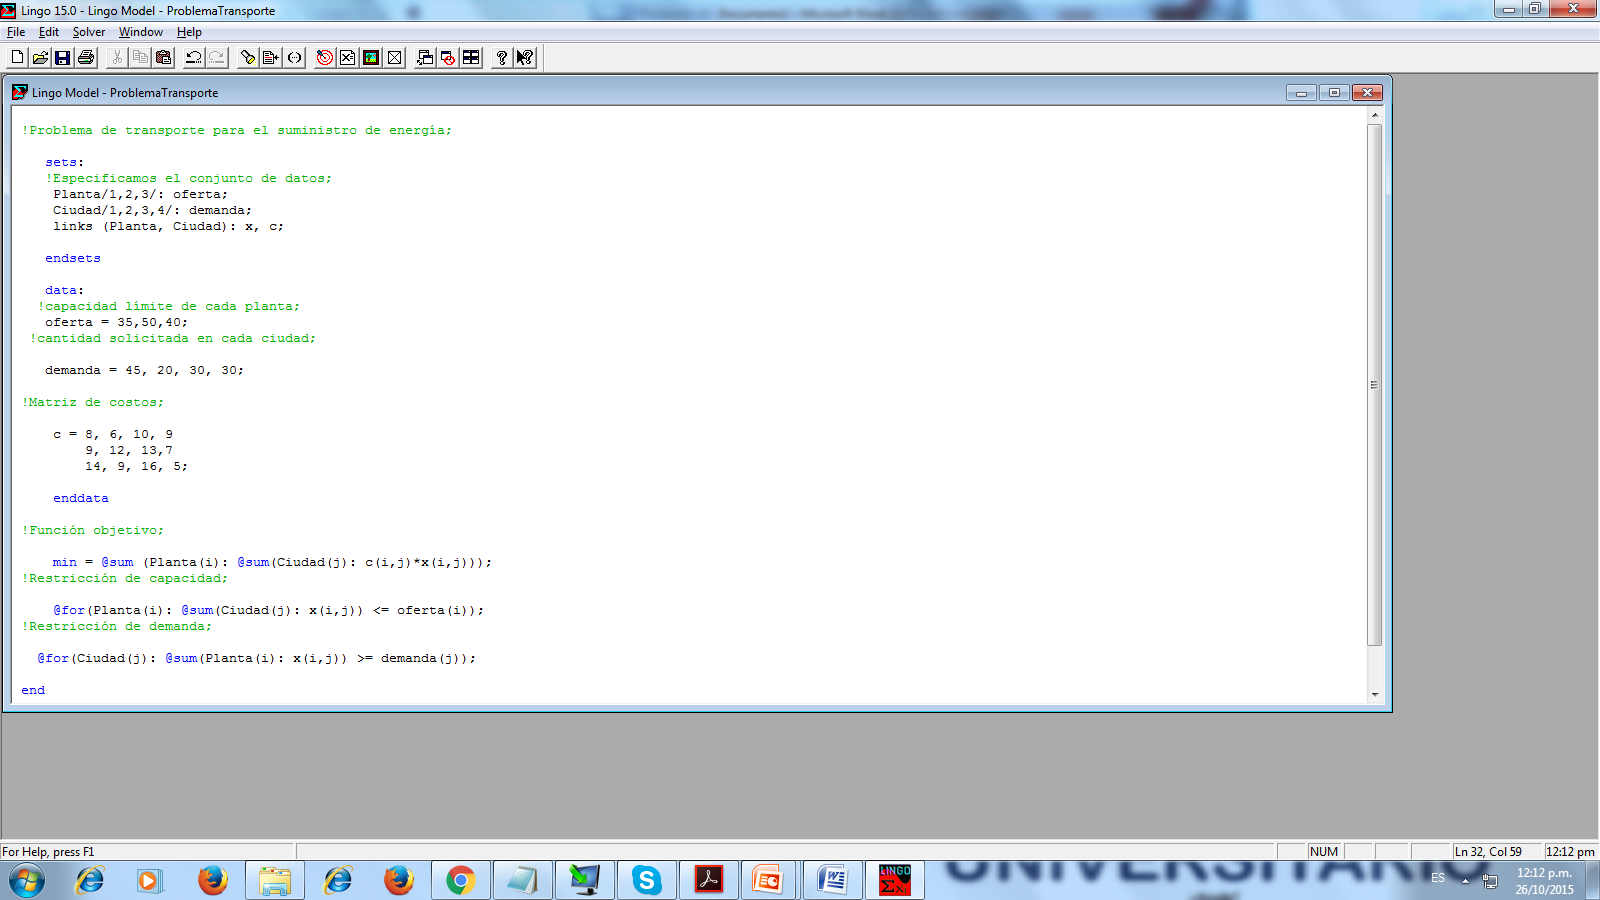 Lingo 15.0 - Lingo Model - ProblemaTransporte
File Edit Solver Window Help
Lingo Model - ProblemaTransporte
!Problema de transporte para el suministro de energía;
sets:
!Especificamos el conjunto de datos;
Planta/1,2,3/: oferta;
Ciudad/1,2,3,4/: demanda;
links (Planta, Ciudad): x, c;
endsets
data:
!capacidad límite de cada planta;
oferta = 35,50,40;
!cantidad solicitada en cada ciudad;
demanda = 45, 20, 30, 30;
!Matriz de costos;
c = 8, 6, 10, 9
9, 12, 13,7
14, 9, 16, 5;
enddata
!Función objetivo;
min = @sum (Planta(i): @sum(Ciudad(j): c(i,j)*x(i,j)));
!Restricción de capacidad;
@for(Planta(i): @sum(Ciudad(j): x(i,j)) <= oferta(i));
!Restricción de demanda;
@for(Ciudad(j): @sum(Planta(i): x(i,j)) >= demanda(j));
end
For Help, press F1
NUM
Ln 32, Col 59
12:12 pm
UNIVERSITARIO
LINGO
ES
12:12 p.m.
26/10/2015